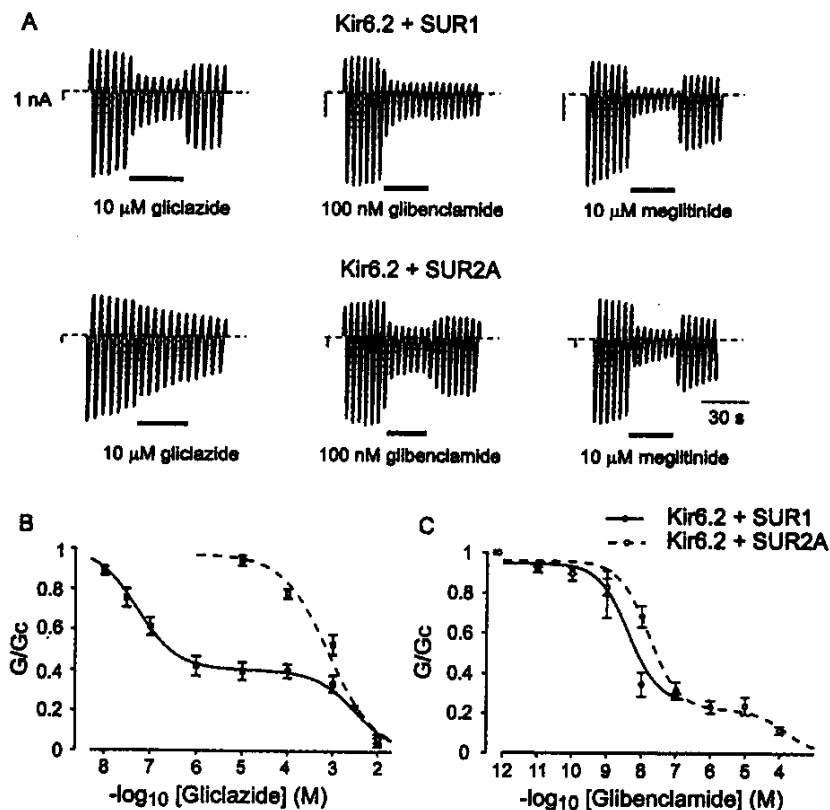 A
Kir6.2 + SUR1
1 nA
10 μM gliclazide
100 nM glibenclamide
10 μM meglitinide
Kir6.2 + SUR2A
30 s
10 μM gliclazide
100 nM glibenclamide
10 μM meglitinide
B
C
Kir6.2 + SUR1
Kir6.2 + SUR2A
G/Gc
1
0.8
0.6
0.4
0.2
0
8 7 6 5 4 3 2
-log10 [Gliclazide] (M)
G/Gc
1
0.8
0.6
0.4
0.2
0
12 11 10 9 8 7 6 5 4 3
-log10 [Glibenclamide] (M)